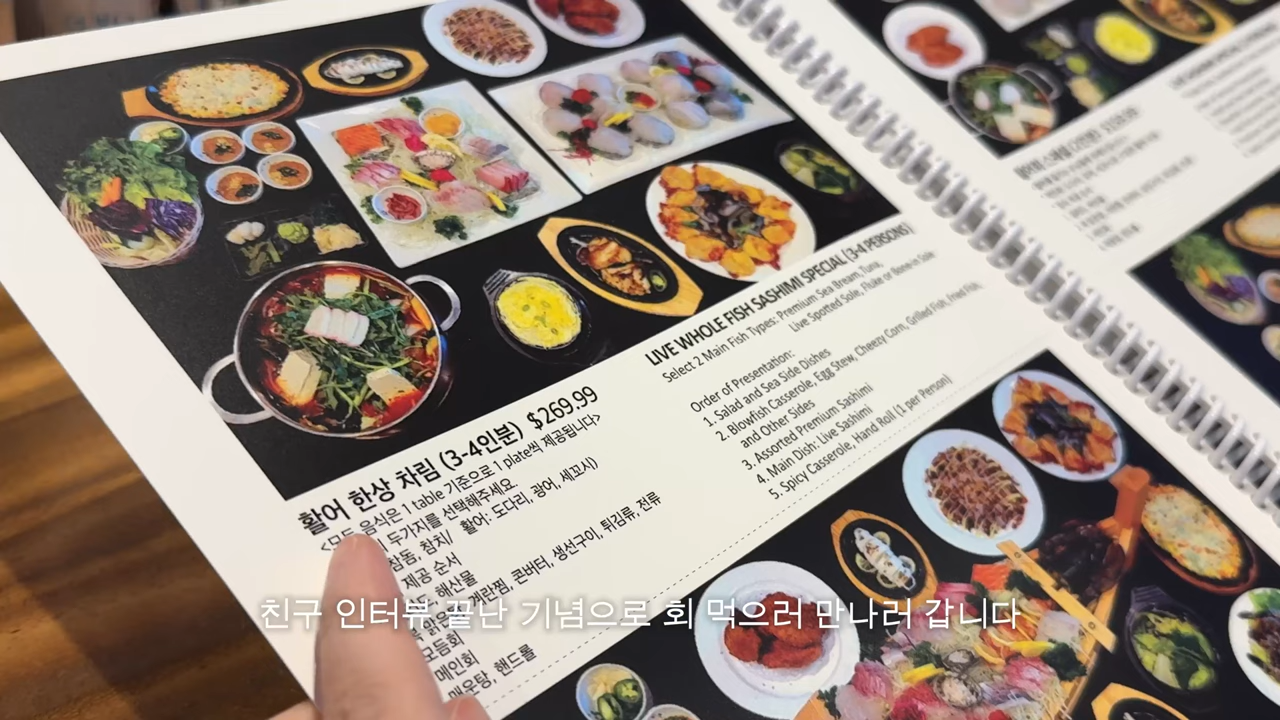 활어 한상 차림 (3-4인분) $269.99
음식은 1 table 기준으로 1 plate씩 제공됩니다>
두가지를 선택해주세요.
참돔, 참치/ 활어: 도다리, 광어, 세꼬시)
제공 순서
해산물
계란찜, 콘버터, 생선구이, 튀김류, 전류
모듬회
메인회
매운탕, 핸드롤
LIVE WHOLE FISH SASHIMI SPECIAL (3-4 PERSONS)
Select 2 Main Fish Types: Premium Sea Bream, Tuna,
Live Spotted Sole, Fluke or Bone-in Sole
Order of Presentation:
1. Salad and Sea Side Dishes
2. Blowfish Casserole, Egg Stew, Cheezy Corn, Grilled Fish, Fried Fish,
and Other Sides
3. Assorted Premium Sashimi
4. Main Dish: Live Sashimi
5. Spicy Casserole, Hand Roll (1 per Person)
친구 인터뷰 끝난 기념으로 회 먹으러 만나러 갑니다